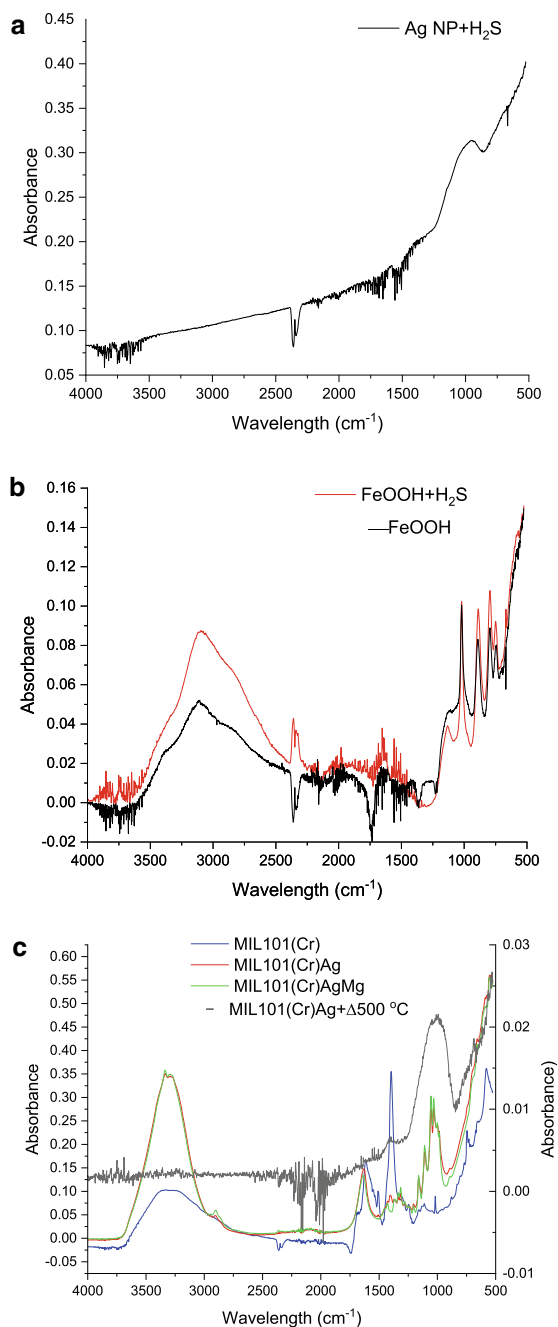 a
Ag NP+H₂S
0.45
0.40
0.35
0.30
0.25
0.20
0.15
0.10
0.05
Absorbance
4000 3500 3000 2500 2000 1500 1000 500
Wavelength (cm⁻¹)
b
FeOOH+H₂S
FeOOH
0.16
0.14
0.12
0.10
0.08
0.06
0.04
0.02
0.00
-0.02
Absorbance
4000 3500 3000 2500 2000 1500 1000 500
Wavelength (cm⁻¹)
c
MIL101(Cr)
MIL101(Cr)Ag
MIL101(Cr)AgMg
MIL101(Cr)Ag+Δ500 °C
0.60
0.55
0.50
0.45
0.40
0.35
0.30
0.25
0.20
0.15
0.10
0.05
0.00
-0.05
Absorbance
0.03
0.02
0.01
0.00
-0.01
Absorbance)
4000 3500 3000 2500 2000 1500 1000 500
Wavelength (cm⁻¹)